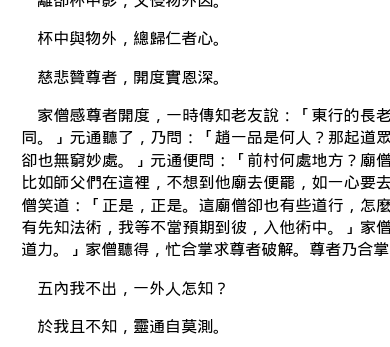 離卻杯中影，又侵物外因。
杯中與物外，總歸仁者心。
慈悲贊尊者，開度實恩深。
家僧感尊者開度，一時傳知老友說：「東行的長老
同。」元通聽了，乃問：「趙一品是何人？那起道眾
卻也無窮妙處。」元通便問：「前村何處地方？廟僧
比如師父們在這裡，不想到他廟去便罷，如一心要去
僧笑道：「正是，正是。這廟僧卻也有些道行，怎麼
有先知法術，我等不當預期到彼，入他術中。」家僧
道力。」家僧聽得，忙合掌求尊者破解。尊者乃合掌
五內我不出，一外人怎知？
於我且不知，靈通自莫測。